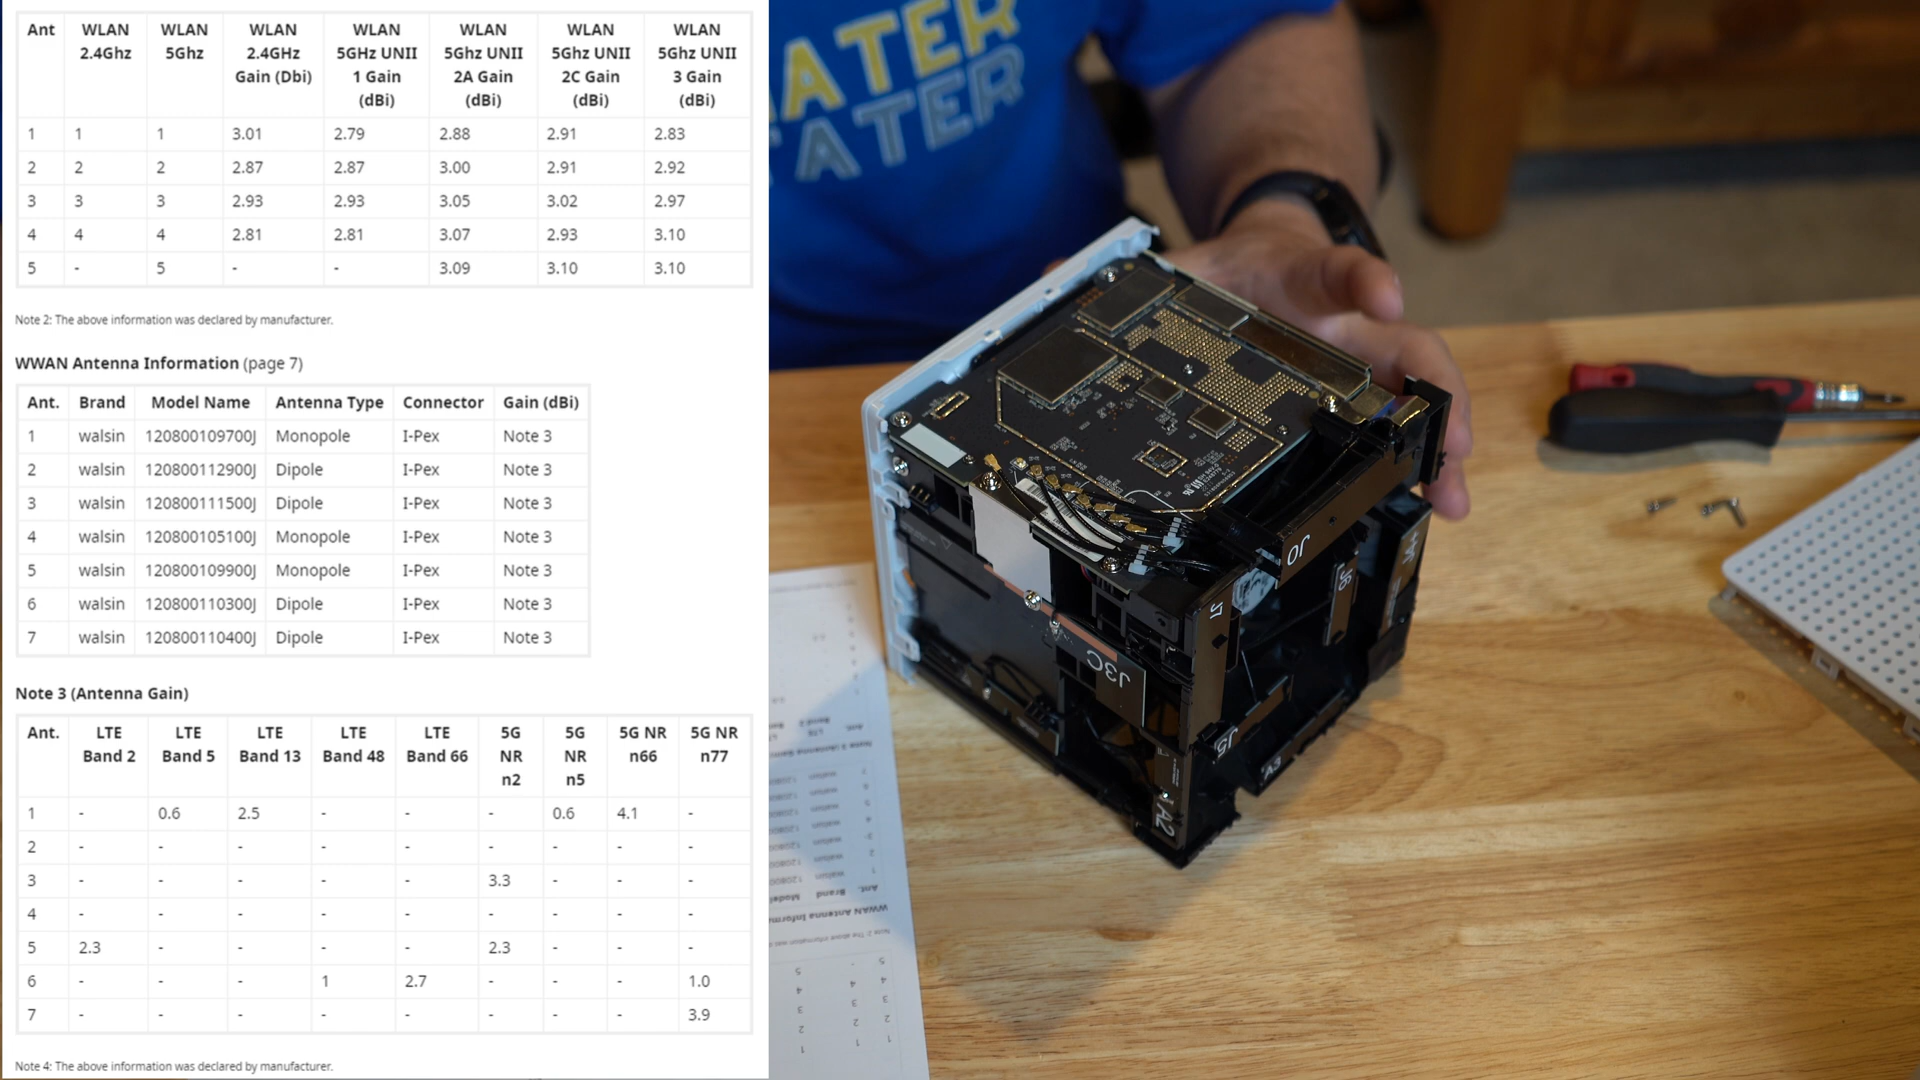 Ant WLAN 2.4Ghz WLAN 5Ghz WLAN 2.4GHz Gain (Dbi) WLAN 5GHz UNII 1 Gain (dBi) WLAN 5Ghz UNII 2A Gain (dBi) WLAN 5Ghz UNII 2C Gain (dBi) WLAN 5Ghz UNII 3 Gain (dBi)
1 1 1 3.01 2.79 2.88 2.91 2.83
2 2 2 2.87 2.87 3.00 2.91 2.92
3 3 3 2.93 2.93 3.05 3.02 2.97
4 4 4 2.81 2.81 3.07 2.93 3.10
5 - 5 - - 3.09 3.10 3.10
Note 2: The above information was declared by manufacturer.
WWAN Antenna Information (page 7)
Ant. Brand Model Name Antenna Type Connector Gain (dBi)
1 walsin 120800109700J Monopole I-Pex Note 3
2 walsin 120800112900J Dipole I-Pex Note 3
3 walsin 120800111500J Dipole I-Pex Note 3
4 walsin 120800105100J Monopole I-Pex Note 3
5 walsin 120800109900J Monopole I-Pex Note 3
6 walsin 120800110300J Dipole I-Pex Note 3
7 walsin 120800110400J Dipole I-Pex Note 3
Note 3 (Antenna Gain)
Ant. LTE Band 2 LTE Band 5 LTE Band 13 LTE Band 48 LTE Band 66 5G NR n2 5G NR n5 5G NR n66 5G NR n77
1 - 0.6 2.5 - - - 0.6 4.1 -
2 - - - - - - - - -
3 - - - - - 3.3 - - -
4 - - - - - - - - -
5 2.3 - - - - 2.3 - - -
6 - - - 1 2.7 - - - 1.0
7 - - - - - - - - 3.9
Note 4: The above information was declared by manufacturer.
ATER
ATER
J0
J7
J6
J3C
J5
A3
A2